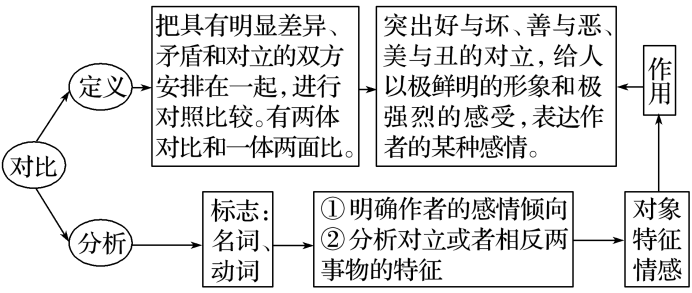 对比
定义
把具有明显差异、
矛盾和对立的双方
安排在一起,进行
对照比较。有两体
对比和一体两面比。
突出好与坏、善与恶、
美与丑的对立,给人
以极鲜明的形象和极
强烈的感受,表达作
者的某种感情。
作
用
分析
标志:
名词、
动词
①明确作者的感情倾向
②分析对立或者相反两
事物的特征
对象
特征
情感